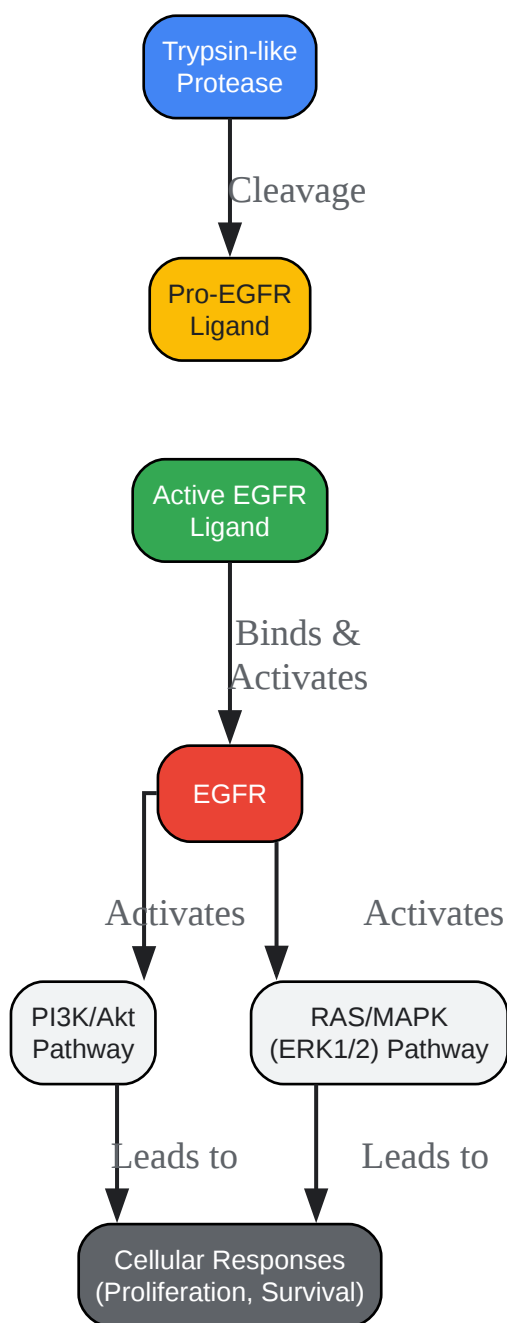 Trypsin-like
Protease
Cleavage
Pro-EGFR
Ligand
Active EGFR
Ligand
Binds &
Activates
EGFR
Activates
Activates
PI3K/Akt
Pathway
RAS/MAPK
(ERK1/2) Pathway
Leads to
Leads to
Cellular Responses
(Proliferation, Survival)